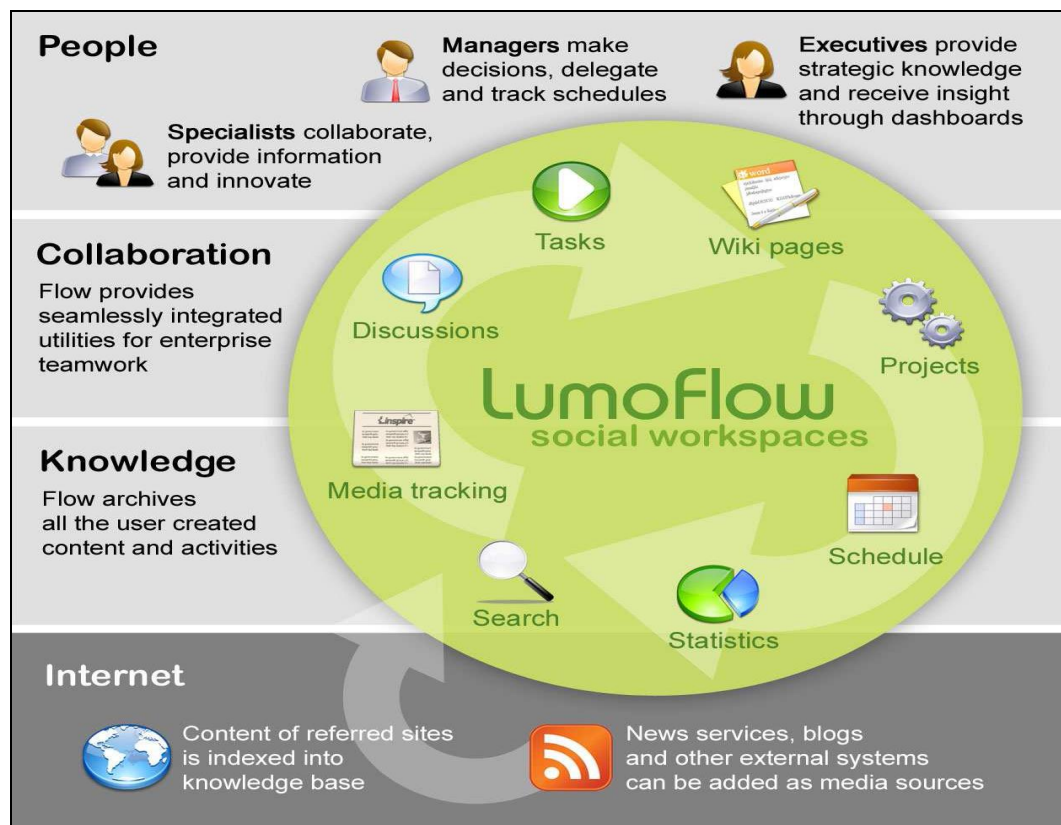 People
Managers make
decisions, delegate
and track schedules
Executives provide
strategic knowledge
and receive insight
through dashboards
Specialists collaborate,
provide information
and innovate
Tasks
word
Wiki pages
Collaboration
Flow provides
seamlessly integrated
utilities for enterprise
teamwork
Discussions
Projects
LumoFlow
social workspaces
Knowledge
Flow archives
all the user created
content and activities
Linspire
Media tracking
Schedule
Search
Statistics
Internet
Content of referred sites
is indexed into
knowledge base
News services, blogs
and other external systems
can be added as media sources